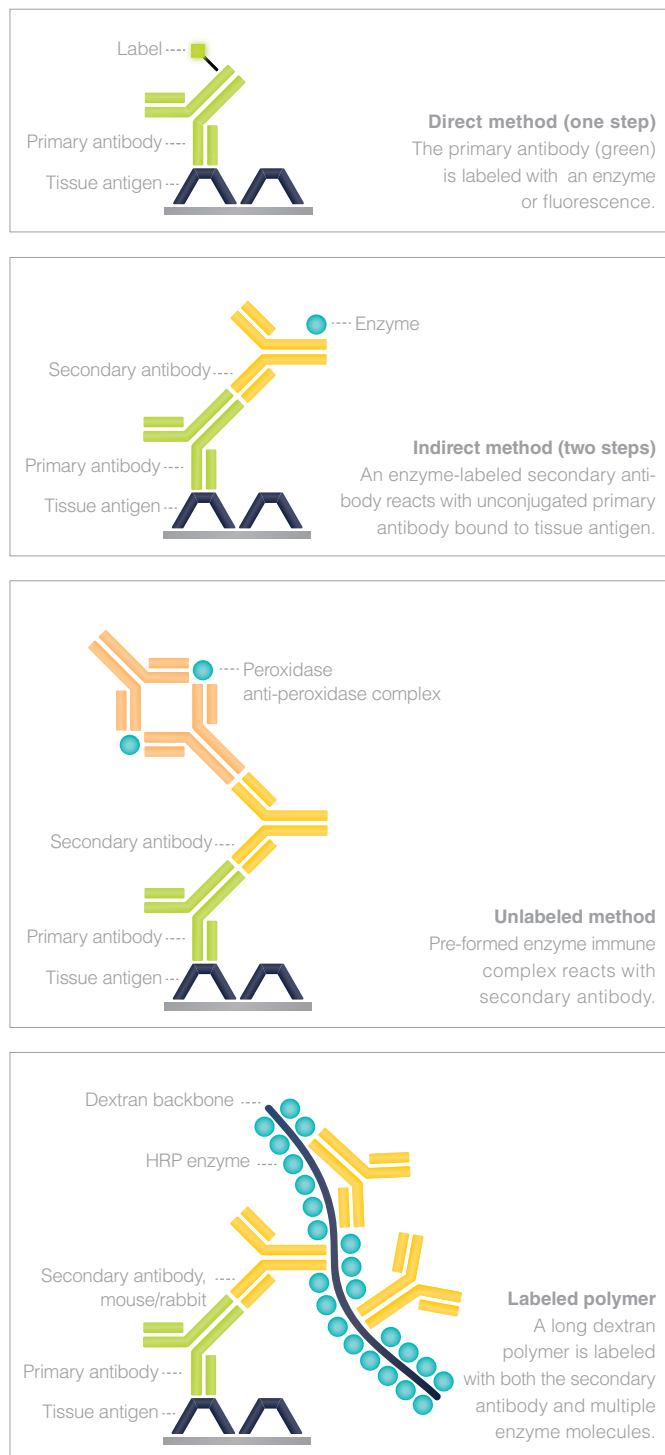 Label
Primary antibody
Tissue antigen
Direct method (one step)
The primary antibody (green)
is labeled with an enzyme
or fluorescence.
Enzyme
Secondary antibody
Primary antibody
Tissue antigen
Indirect method (two steps)
An enzyme-labeled secondary anti-
body reacts with unconjugated primary
antibody bound to tissue antigen.
Peroxidase
anti-peroxidase complex
Secondary antibody
Primary antibody
Tissue antigen
Unlabeled method
Pre-formed enzyme immune
complex reacts with
secondary antibody.
Dextran backbone
HRP enzyme
Secondary antibody,
mouse/rabbit
Primary antibody
Tissue antigen
Labeled polymer
A long dextran
polymer is labeled
with both the secondary
antibody and multiple
enzyme molecules.